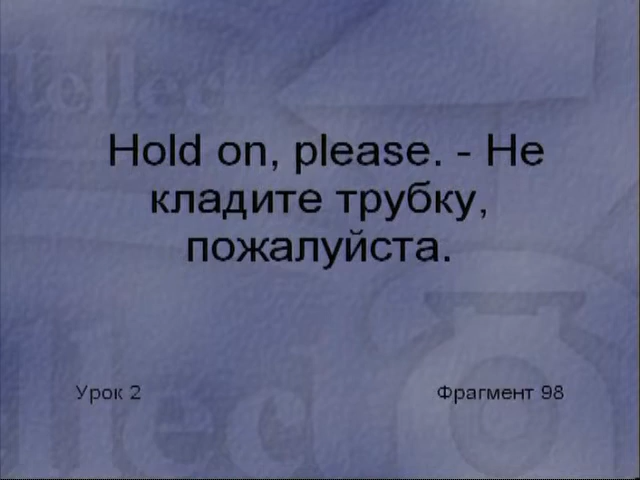 Hold on, please. - Не
кладите трубку,
пожалуйста.
Урок 2
Фрагмент 98